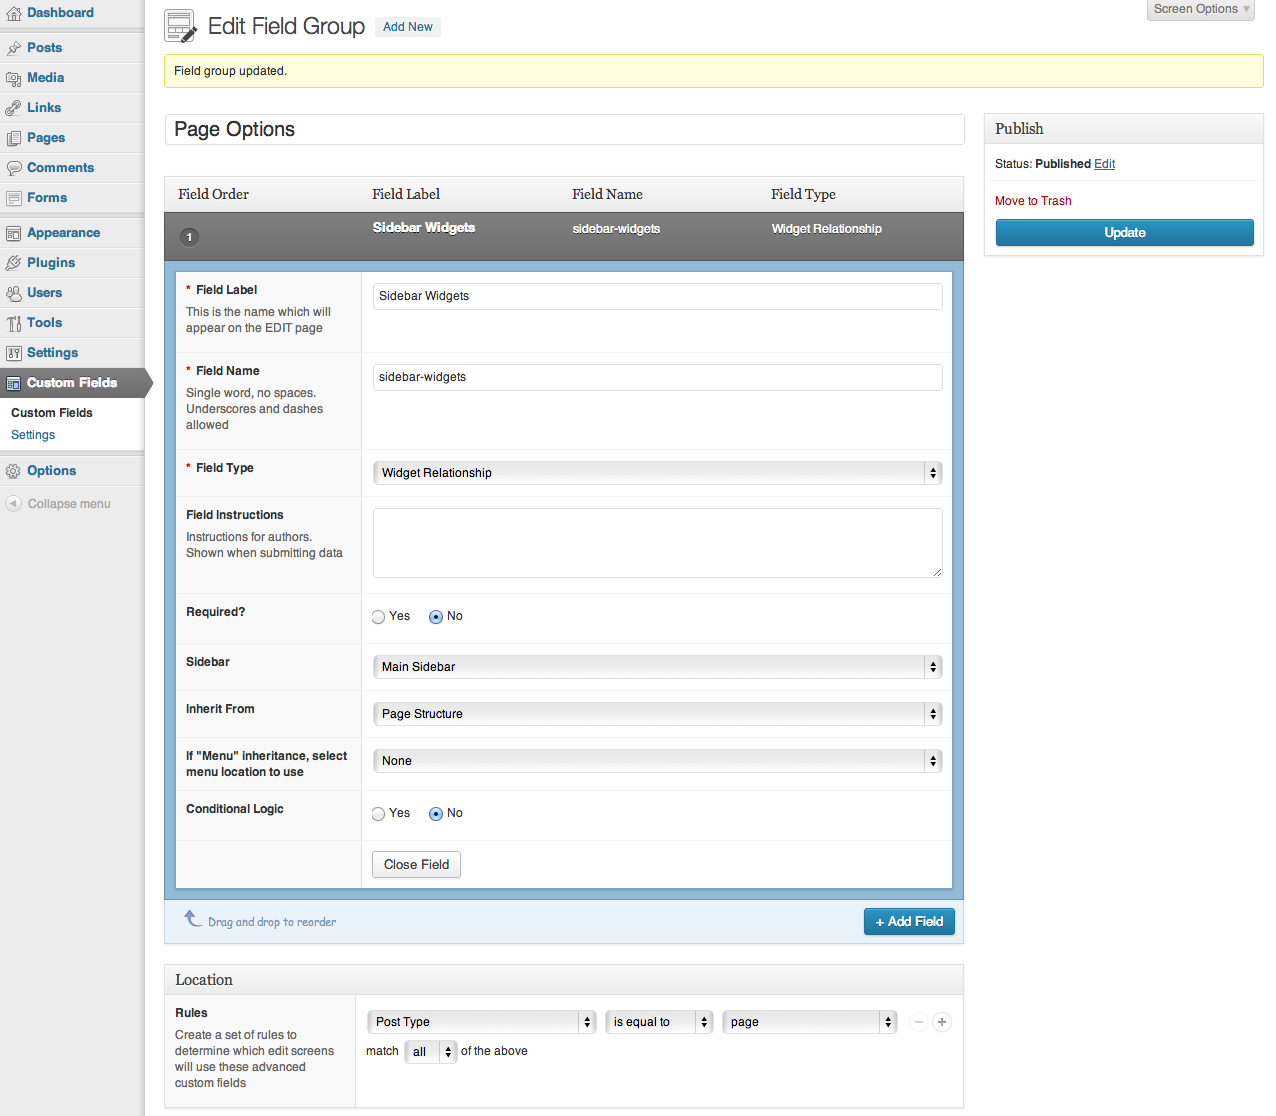 Dashboard
Posts
Media
Links
Pages
Comments
Forms
Appearance
Plugins
Users
Tools
Settings
Custom Fields
Custom Fields
Settings
Options
Collapse menu
Screen Options
Edit Field Group Add New
Field group updated.
Page Options
Field Order Field Label Field Name Field Type
1 Sidebar Widgets sidebar-widgets Widget Relationship
* Field Label
This is the name which will
appear on the EDIT page
Sidebar Widgets
* Field Name
Single word, no spaces.
Underscores and dashes
allowed
sidebar-widgets
* Field Type
Widget Relationship
Field Instructions
Instructions for authors.
Shown when submitting data
Required?
Yes No
Sidebar
Main Sidebar
Inherit From
Page Structure
If "Menu" inheritance, select
menu location to use
None
Conditional Logic
Yes No
Close Field
Drag and drop to reorder
+ Add Field
Location
Rules
Create a set of rules to
determine which edit screens
will use these advanced
custom fields
Post Type is equal to page
match all of the above
Publish
Status: Published Edit
Move to Trash
Update